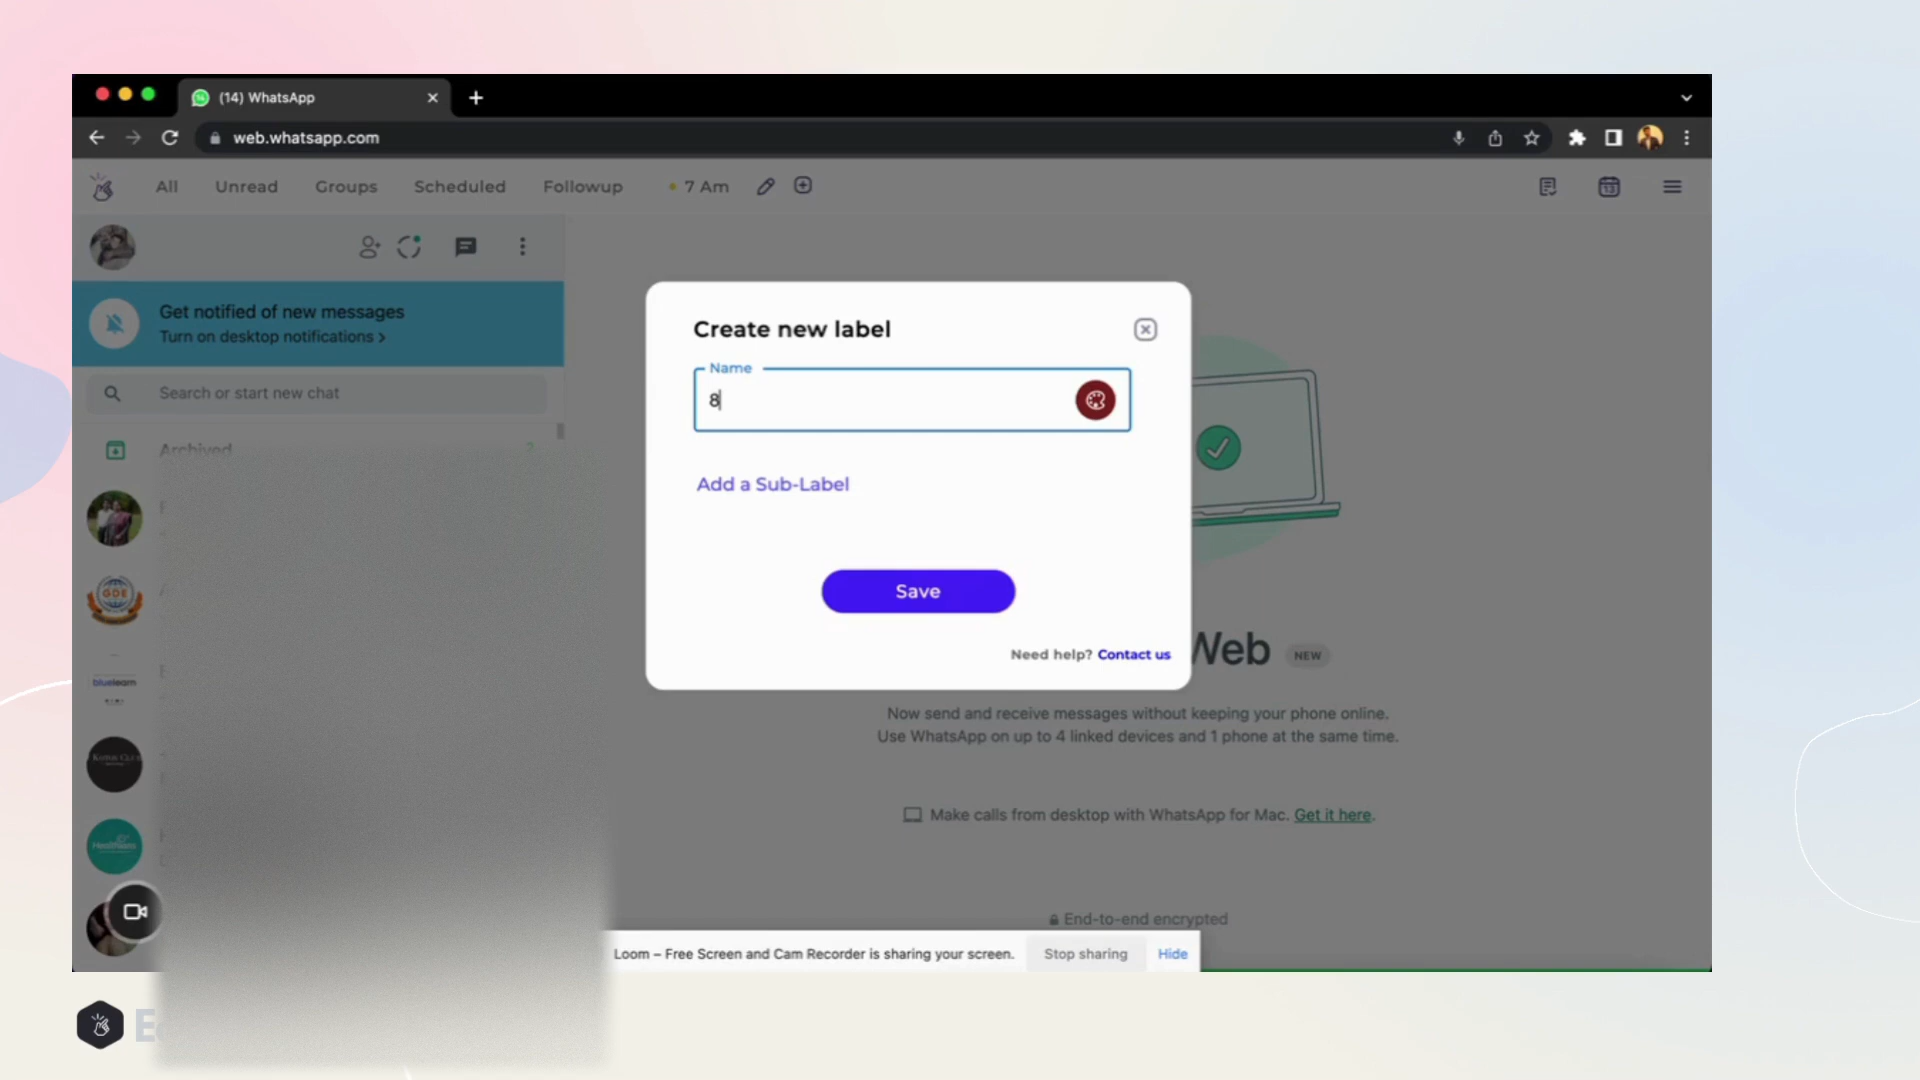 (14) WhatsApp
web.whatsapp.com
All Unread Groups Scheduled Followup 7 Am
13
Get notified of new messages
Turn on desktop notifications >
Search or start new chat
Archived
GDE
bluelearn
Create new label
Name
8
Add a Sub-Label
Save
Need help? Contact us
Web NEW
Now send and receive messages without keeping your phone online.
Use WhatsApp on up to 4 linked devices and 1 phone at the same time.
Make calls from desktop with WhatsApp for Mac. Get it here.
End-to-end encrypted
Loom – Free Screen and Cam Recorder is sharing your screen. Stop sharing Hide